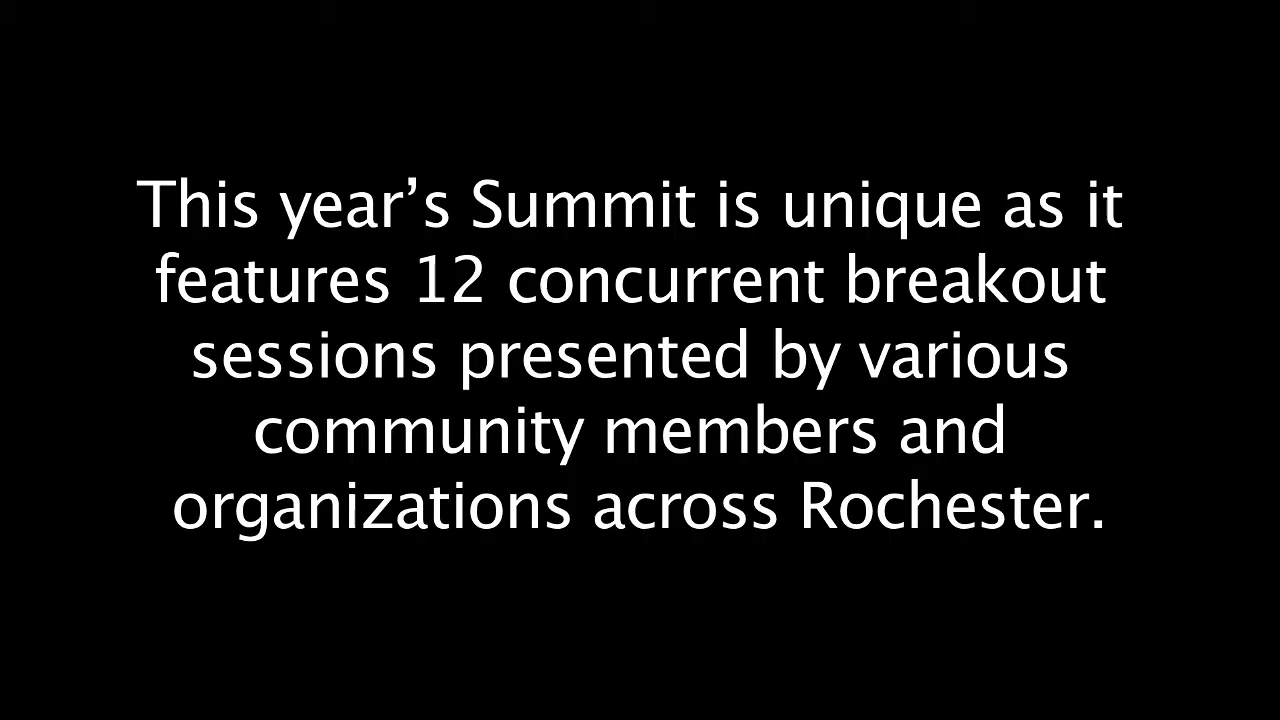 This year’s Summit is unique as it
features 12 concurrent breakout
sessions presented by various
community members and
organizations across Rochester.